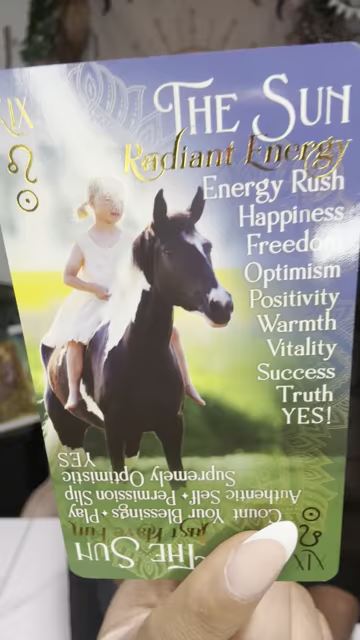 XIX
THE SUN
Radiant Energy
Energy Rush
Happiness
Freedom
Optimism
Positivity
Warmth
Vitality
Success
Truth
YES!
XIX
THE SUN
Just Have Fun
Count Your Blessings • Play
Authentic Self • Permission Slip
Supremely Optimistic
YES